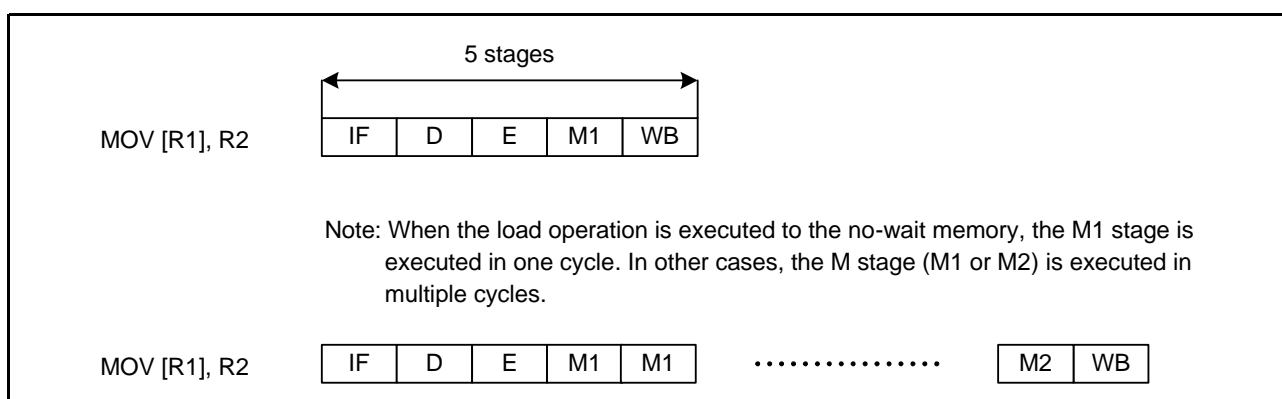 5 stages
MOV [R1], R2 IF D E M1 WB
Note: When the load operation is executed to the no-wait memory, the M1 stage is
executed in one cycle. In other cases, the M stage (M1 or M2) is executed in
multiple cycles.
MOV [R1], R2 IF D E M1 M1 ............... M2 WB